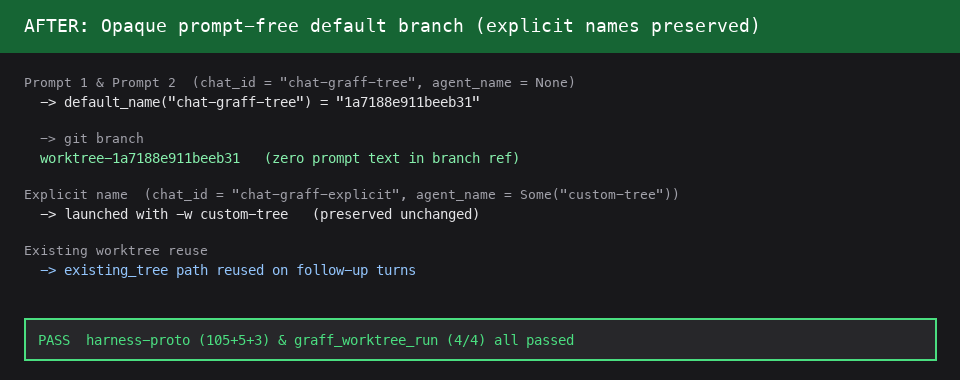 AFTER: Opaque prompt-free default branch (explicit names preserved)
Prompt 1 & Prompt 2  (chat_id = "chat-graff-tree", agent_name = None)
-> default_name("chat-graff-tree") = "1a7188e911beeb31"
-> git branch
worktree-1a7188e911beeb31   (zero prompt text in branch ref)
Explicit name  (chat_id = "chat-graff-explicit", agent_name = Some("custom-tree"))
-> launched with -w custom-tree   (preserved unchanged)
Existing worktree reuse
-> existing_tree path reused on follow-up turns
PASS  harness-proto (105+5+3) & graff_worktree_run (4/4) all passed